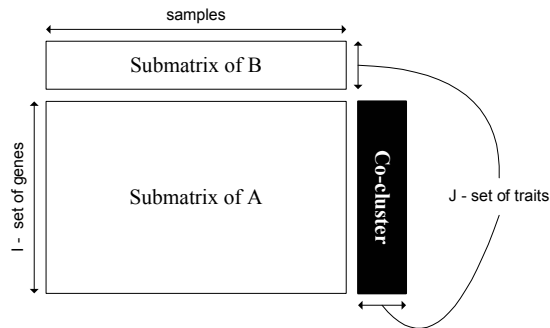 samples
Submatrix of B
I - set of genes
Submatrix of A
Co-cluster
J - set of traits